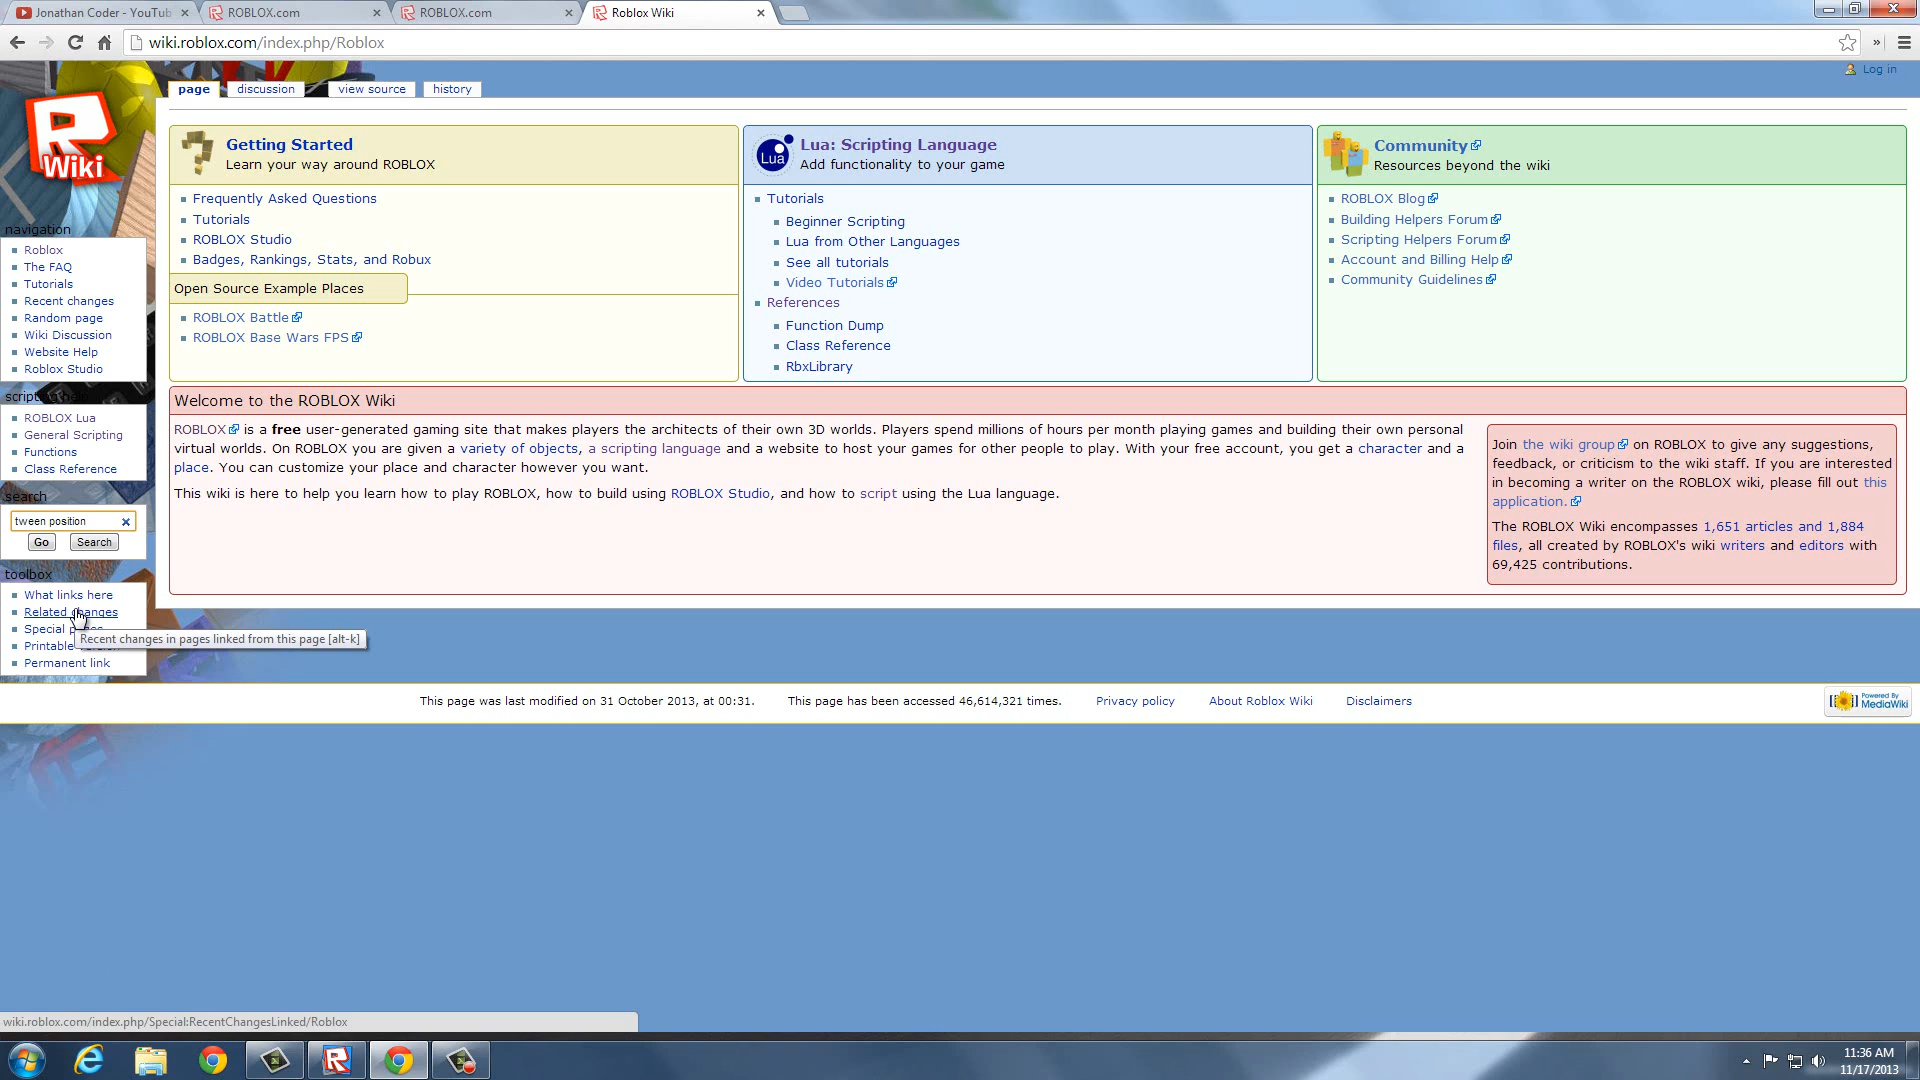 Jonathan Coder - YouTub
ROBLOX.com
ROBLOX.com
Roblox Wiki
wiki.roblox.com/index.php/Roblox
Log in
page
discussion
view source
history
Wiki
navigation
Roblox
The FAQ
Tutorials
Recent changes
Random page
Wiki Discussion
Website Help
Roblox Studio
ROBLOX Lua
General Scripting
Functions
Class Reference
search
tween position
Go
Search
toolbox
What links here
Related changes
Special
Printable
Permanent link
Recent changes in pages linked from this page [alt-k]
Getting Started
Learn your way around ROBLOX
Frequently Asked Questions
Tutorials
ROBLOX Studio
Badges, Rankings, Stats, and Robux
Open Source Example Places
ROBLOX Battle
ROBLOX Base Wars FPS
Lua
Lua: Scripting Language
Add functionality to your game
Tutorials
Beginner Scripting
Lua from Other Languages
See all tutorials
Video Tutorials
References
Function Dump
Class Reference
RbxLibrary
Community
Resources beyond the wiki
ROBLOX Blog
Building Helpers Forum
Scripting Helpers Forum
Account and Billing Help
Community Guidelines
Welcome to the ROBLOX Wiki
ROBLOX is a free user-generated gaming site that makes players the architects of their own 3D worlds. Players spend millions of hours per month playing games and building their own personal
virtual worlds. On ROBLOX you are given a variety of objects, a scripting language and a website to host your games for other people to play. With your free account, you get a character and a
place. You can customize your place and character however you want.
This wiki is here to help you learn how to play ROBLOX, how to build using ROBLOX Studio, and how to script using the Lua language.
Join the wiki group on ROBLOX to give any suggestions,
feedback, or criticism to the wiki staff. If you are interested
in becoming a writer on the ROBLOX wiki, please fill out this
application.
The ROBLOX Wiki encompasses 1,651 articles and 1,884
files, all created by ROBLOX's wiki writers and editors with
69,425 contributions.
This page was last modified on 31 October 2013, at 00:31.
This page has been accessed 46,614,321 times.
Privacy policy
About Roblox Wiki
Disclaimers
Powered By
MediaWiki
wiki.roblox.com/index.php/Special:RecentChangesLinked/Roblox
11:36 AM
11/17/2013